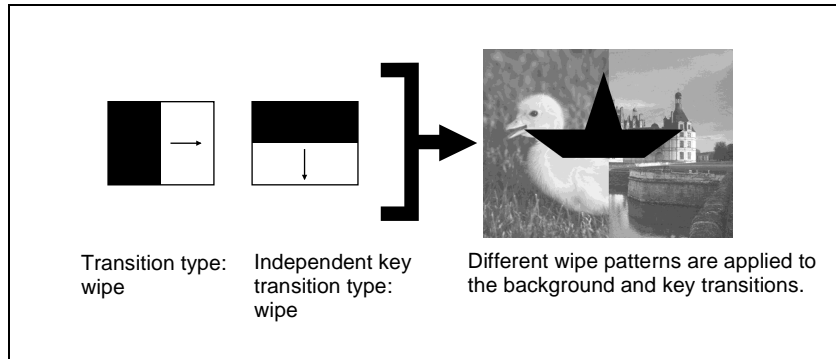 Transition type:
wipe
Independent key
transition type:
wipe
Different wipe patterns are applied to
the background and key transitions.